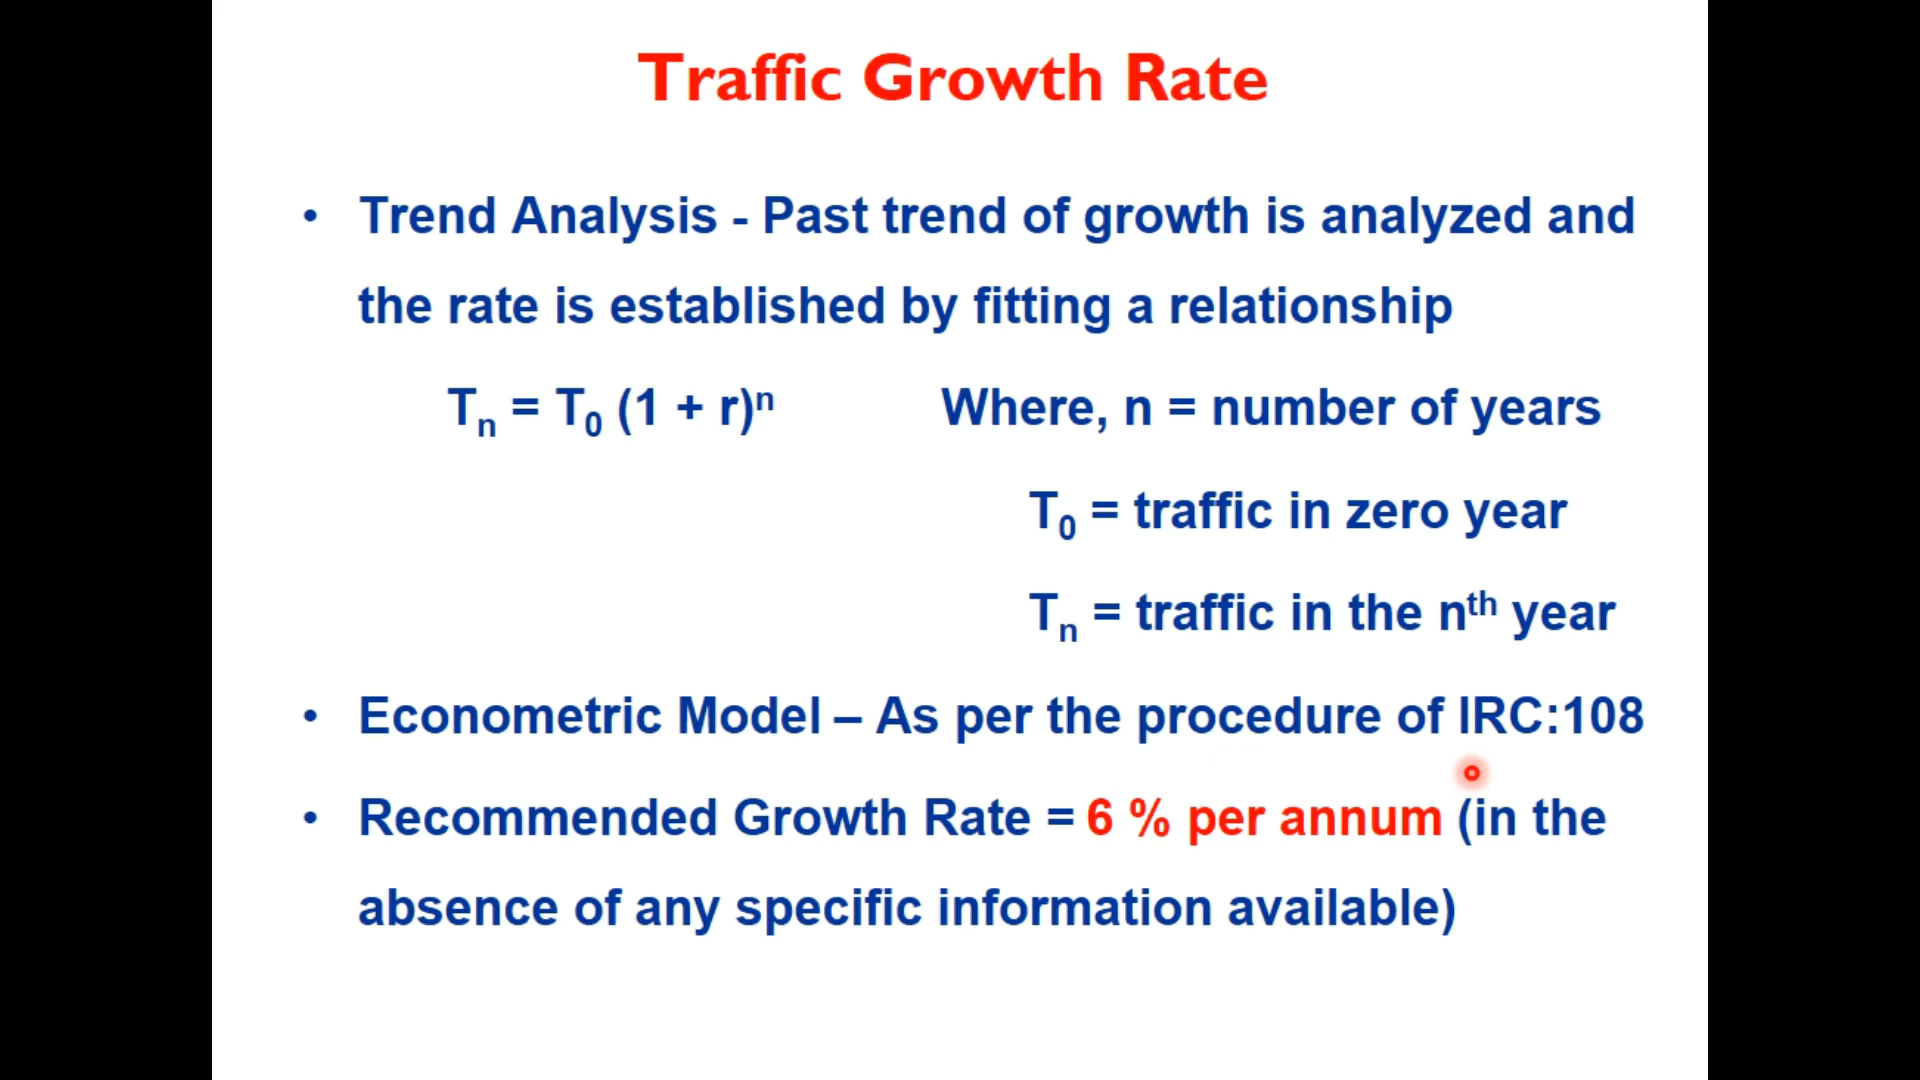 Traffic Growth Rate
• Trend Analysis - Past trend of growth is analyzed and
the rate is established by fitting a relationship
Tn = T0 (1 + r)^n Where, n = number of years
T0 = traffic in zero year
Tn = traffic in the nth year
• Econometric Model – As per the procedure of IRC:108
• Recommended Growth Rate = 6 % per annum (in the
absence of any specific information available)